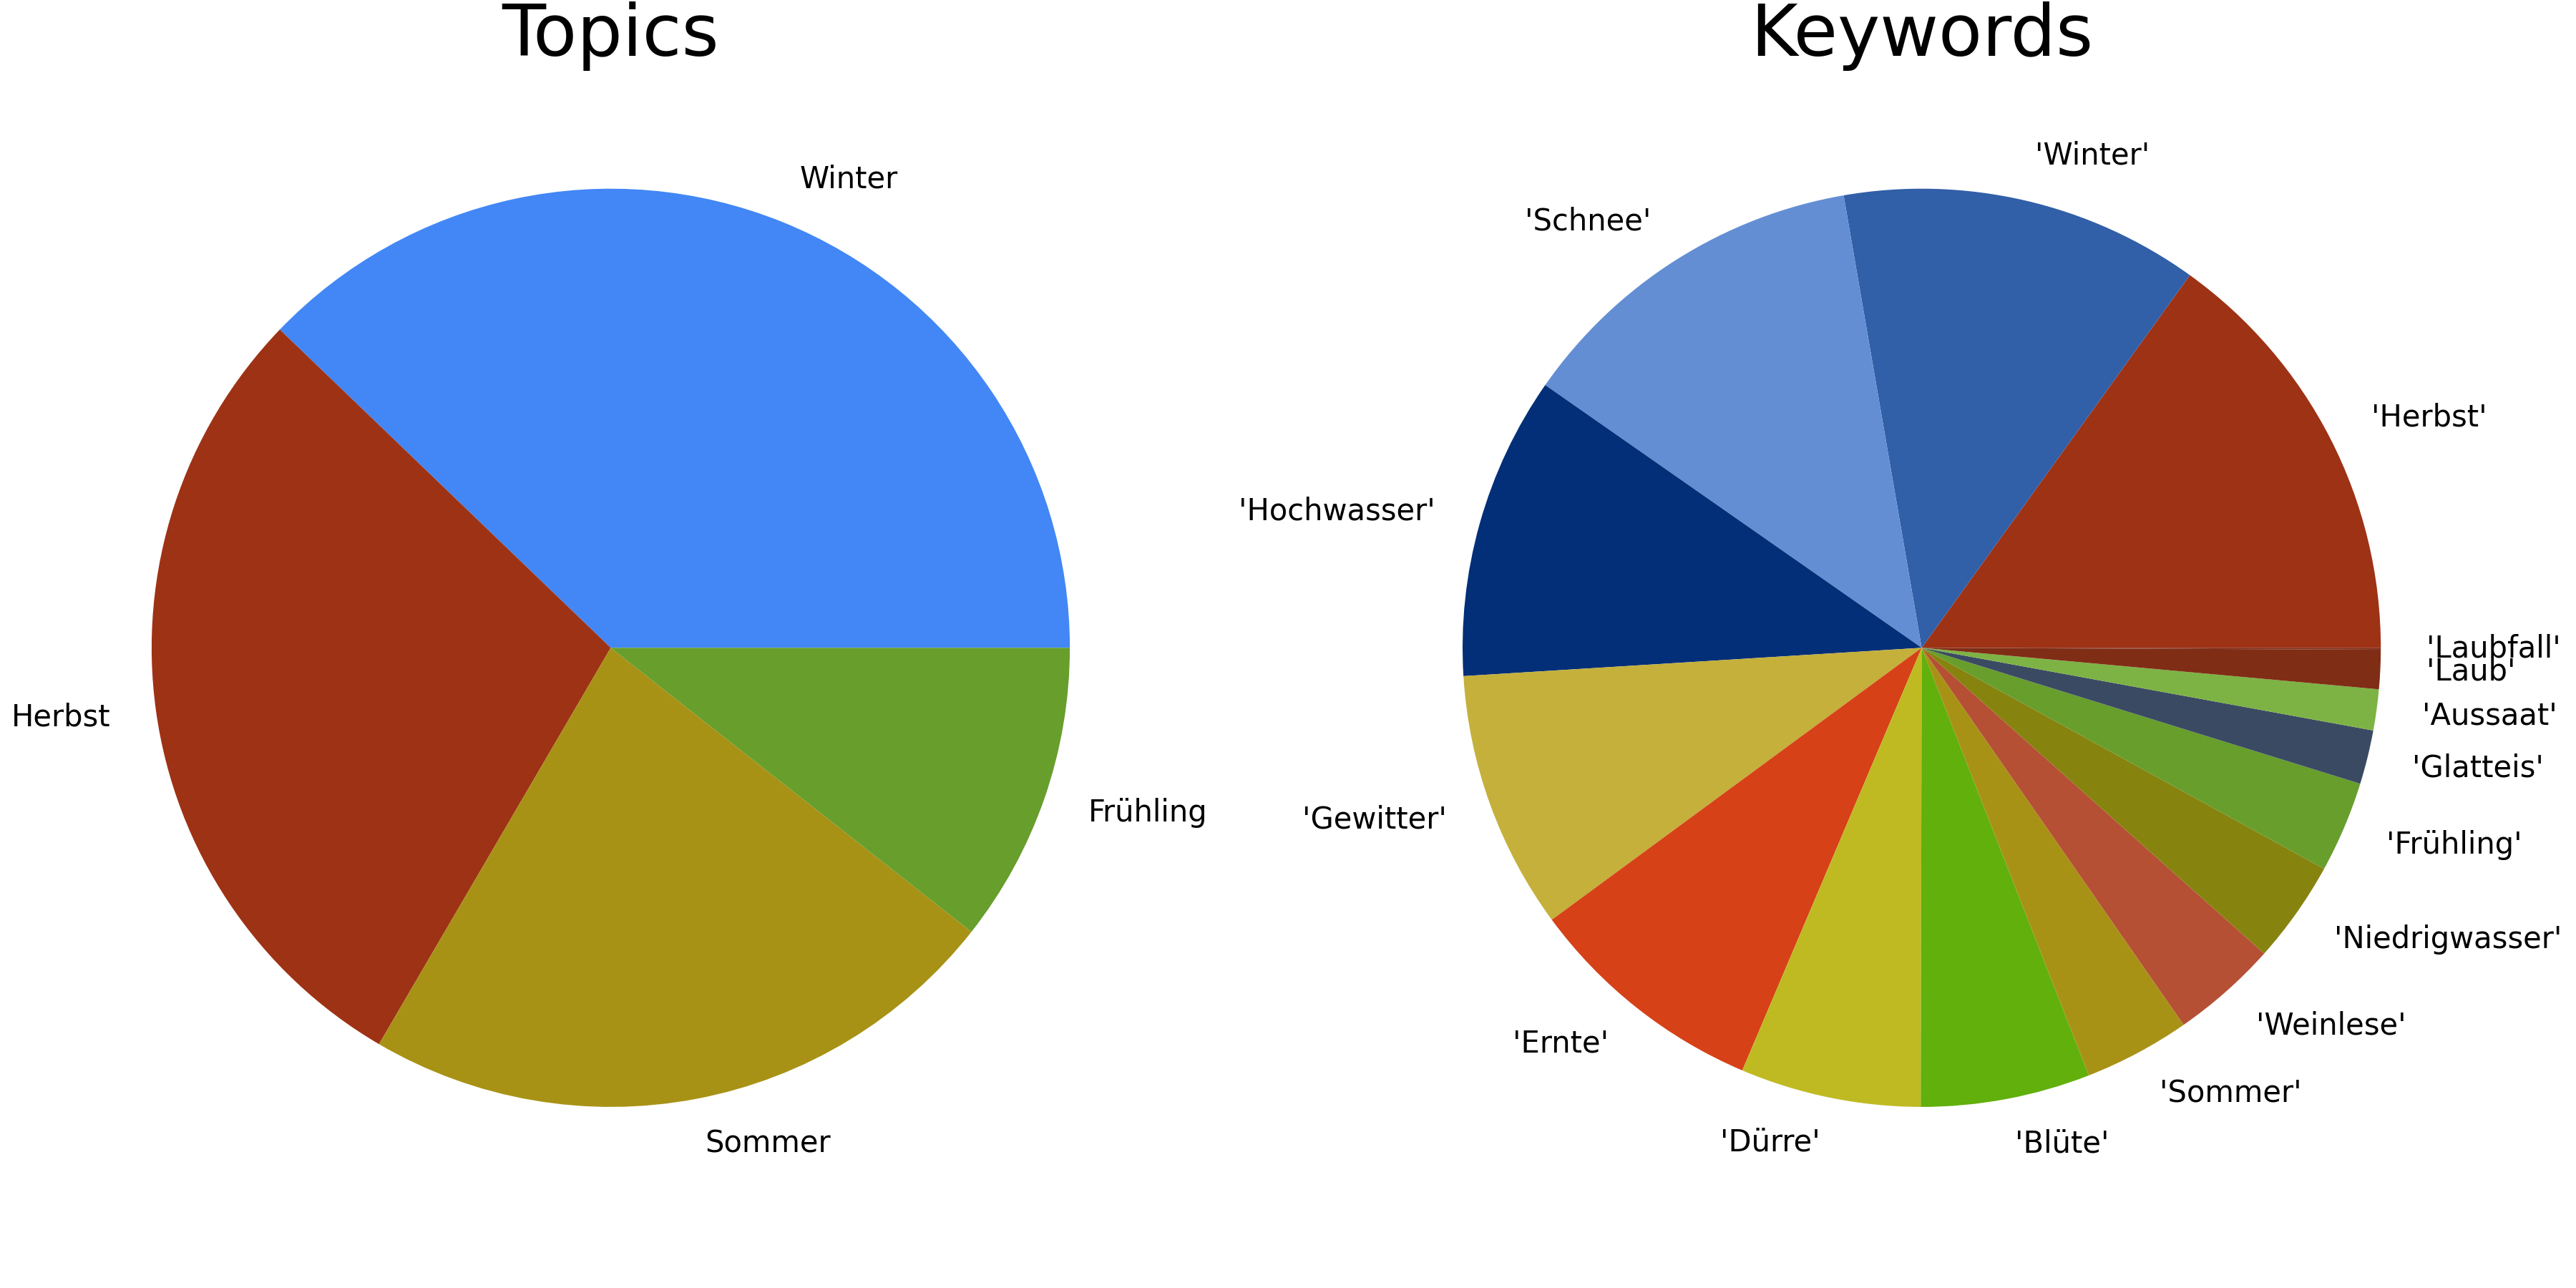 Topics
Winter
Herbst
Sommer
Frühling
Keywords
'Winter'
'Schnee'
'Herbst'
'Hochwasser'
'Laubfall'
'Laub'
'Aussaat'
'Glatteis'
'Gewitter'
'Frühling'
'Niedrigwasser'
'Weinlese'
'Ernte'
'Sommer'
'Dürre'
'Blüte'